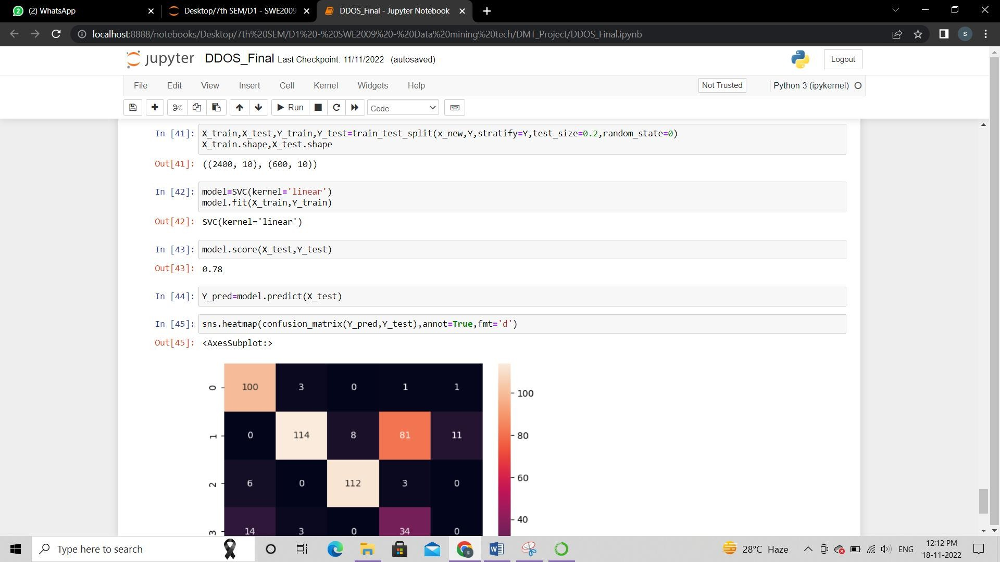 (2) WhatsApp
Desktop/7th SEM/D1 - SWE2009
DDOS_Final - Jupyter Notebook
localhost:8888/notebooks/Desktop/7th%20SEM/D1%20-%20SWE2009%20-%20Data%20mining%20tech/DMT_Project/DDOS_Final.ipynb
S
jupyter DDOS_Final Last Checkpoint: 11/11/2022 (autosaved)
Logout
File Edit View Insert Cell Kernel Widgets Help
Not Trusted
Python 3 (ipykernel)
Run
Code
In [41]: X_train,X_test,Y_train,Y_test=train_test_split(x_new,Y,stratify=Y,test_size=0.2,random_state=0)
X_train.shape,X_test.shape
Out[41]: ((2400, 10), (600, 10))
In [42]: model=SVC(kernel='linear')
model.fit(X_train,Y_train)
Out[42]: SVC(kernel='linear')
In [43]: model.score(X_test,Y_test)
Out[43]: 0.78
In [44]: Y_pred=model.predict(X_test)
In [45]: sns.heatmap(confusion_matrix(Y_pred,Y_test),annot=True,fmt='d')
Out[45]: <AxesSubplot:>
0 100 3 0 1 1
100
1 0 114 8 81 11
80
2 6 0 112 3 0
60
40
3 14 3 0 34 0
Type here to search
28°C Haze
ENG
12:12 PM
18-11-2022